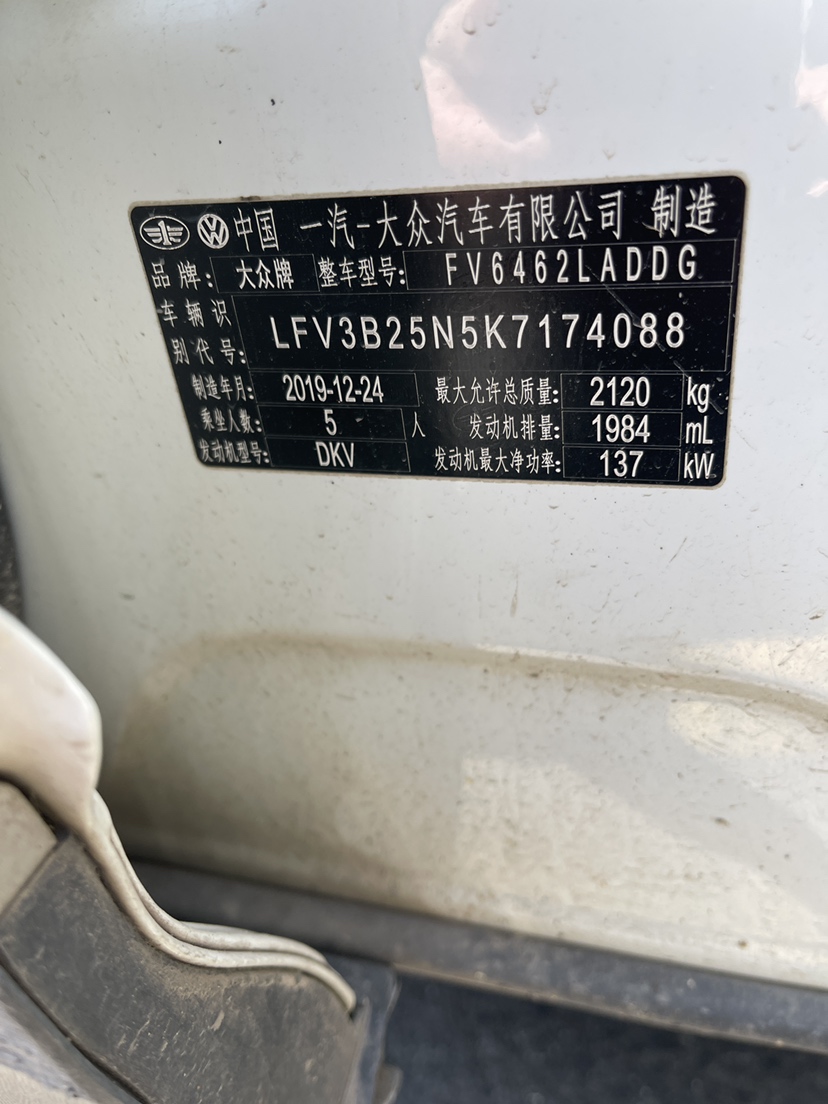 中国 一汽-大众汽车有限公司 制造
品牌: 大众牌 整车型号: FV6462LADDG
车辆识
别代号: LFV3B25N5K7174088
制造年月: 2019-12-24 最大允许总质量: 2120 kg
乘坐人数: 5 人 发动机排量: 1984 mL
发动机型号: DKV 发动机最大净功率: 137 kW